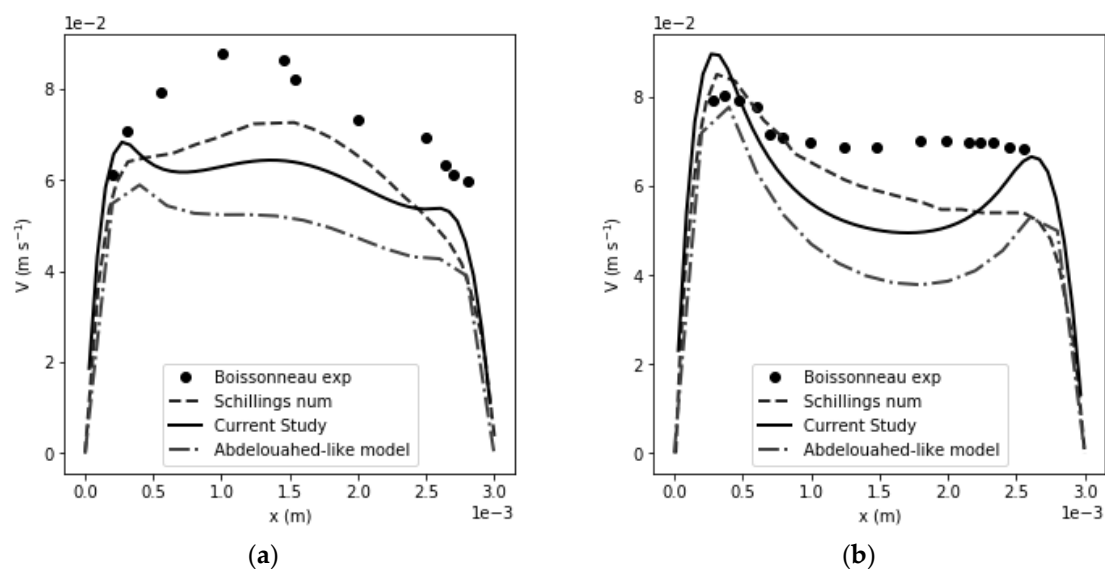 1e−2
8
6
4
2
0
V (m s⁻¹)
Boissonneau exp
Schillings num
Current Study
Abdelouahed-like model
0.0 0.5 1.0 1.5 2.0 2.5 3.0
x (m)
1e−3
(a)
1e−2
8
6
4
2
0
V (m s⁻¹)
Boissonneau exp
Schillings num
Current Study
Abdelouahed-like model
0.0 0.5 1.0 1.5 2.0 2.5 3.0
x (m)
1e−3
(b)